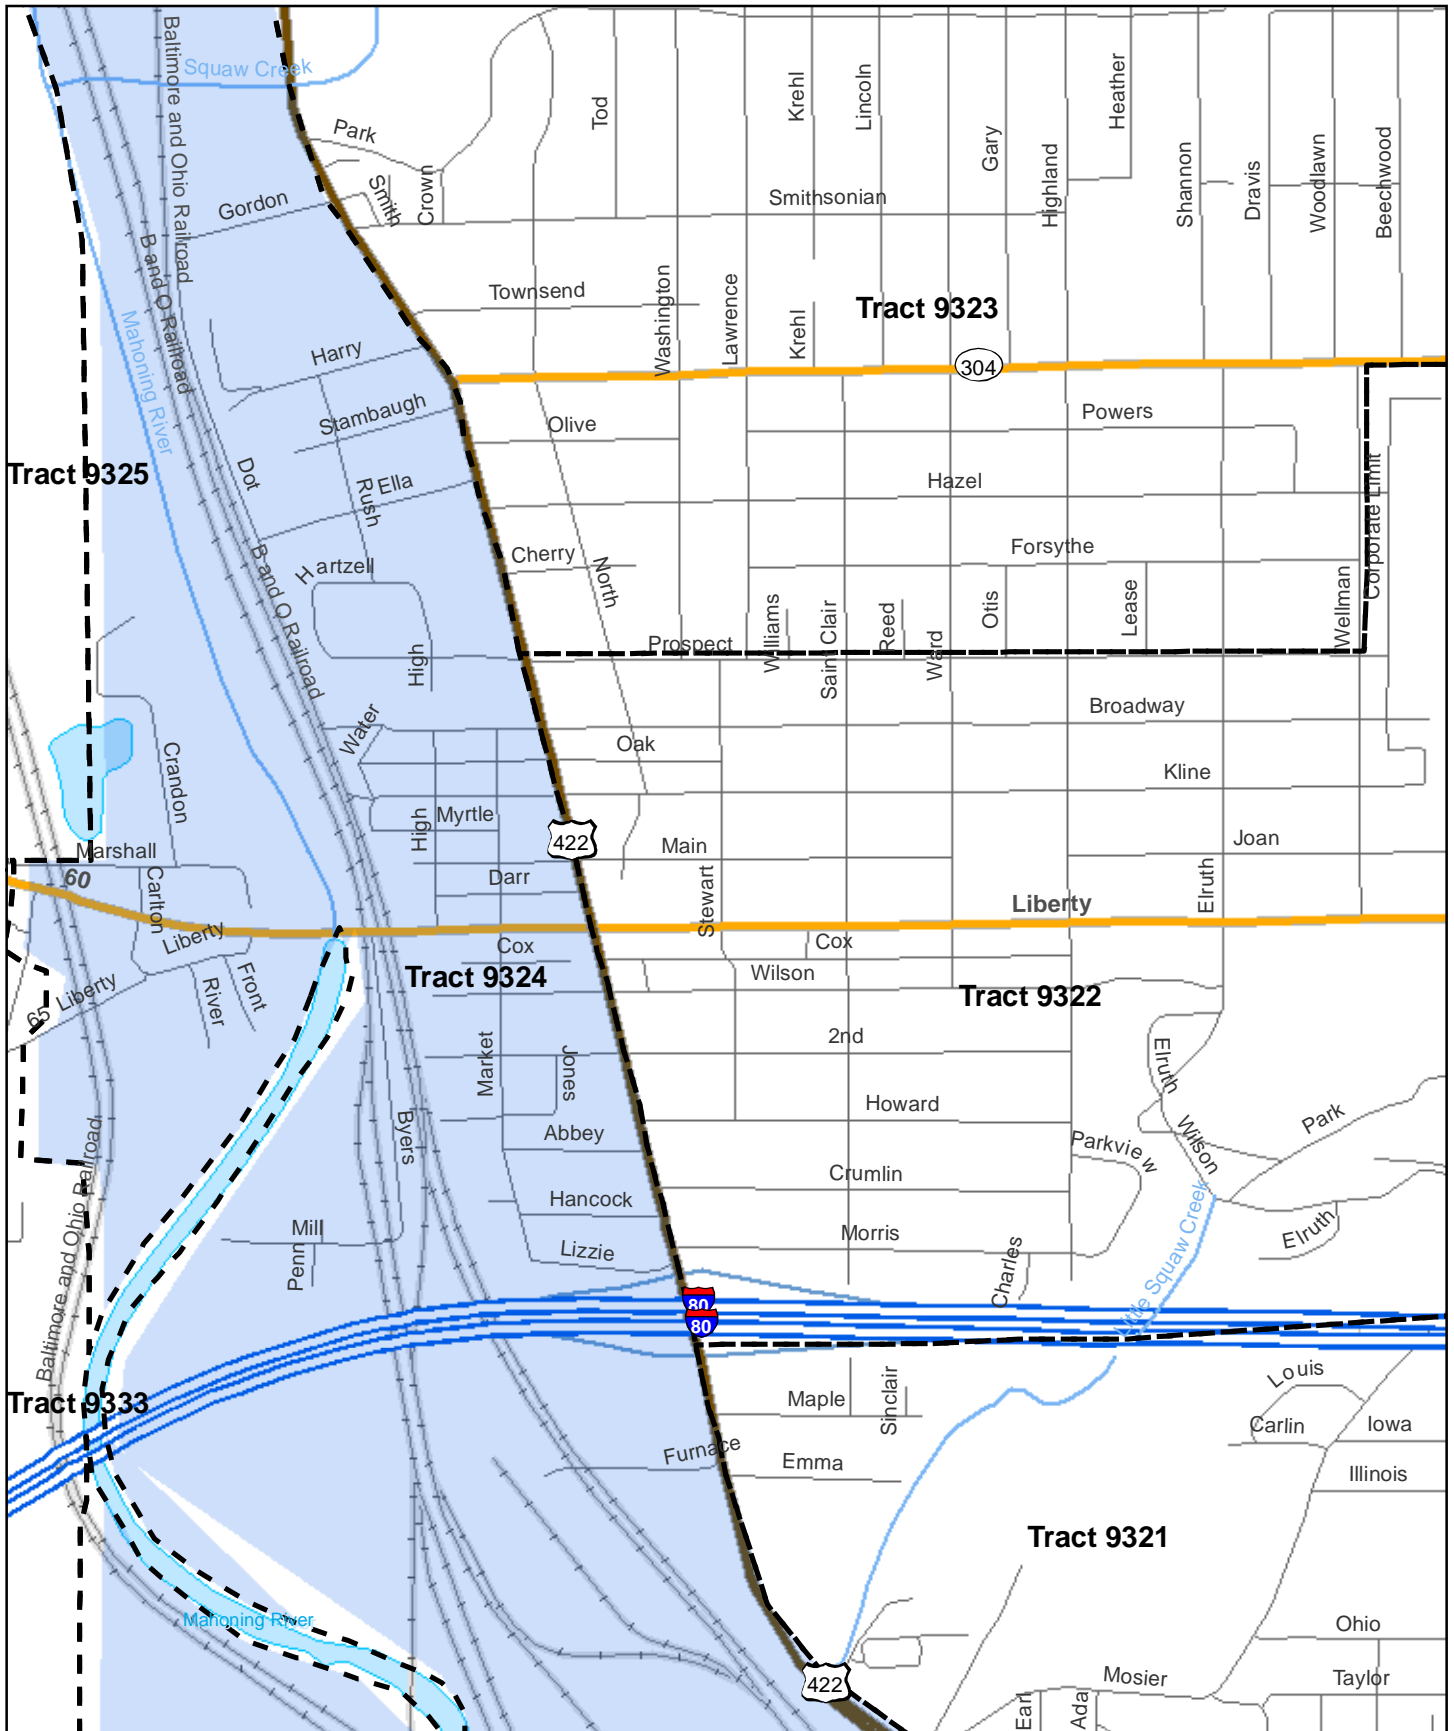 Squaw Creek
Baltimore and Ohio Railroad
Park
Tod
Krehl
Lincoln
Gary
Highland
Heather
Shannon
Dravis
Woodlawn
Beechwood
Gordon
Smith
Crown
Smithsonian
B and O Railroad
Townsend
Washington
Lawrence
Krehl
Tract 9323
Mahoning River
Harry
304
Stambaugh
Olive
Powers
Tract 9325
Dot
Rush
Ella
Hazel
Corporate Limit
B and O Railroad
Hartzell
Cherry
North
Forsythe
Williams
Saint Clair
Reed
Ward
Otis
Lease
Wellman
High
Prospect
Water
Oak
Broadway
Crandon
Kline
High
Myrtle
422
Main
Joan
Marshall
60
Carlton
Darr
Stewart
Elruth
Liberty
Liberty
Cox
Cox
Tract 9324
Wilson
Tract 9322
65
Liberty
River
Front
Market
Jones
2nd
Elruth
Byers
Abbey
Howard
Parkview
Wilson
Park
Baltimore and Ohio Railroad
Hancock
Crumlin
Mill
Penn
Lizzie
Morris
Charles
Little Squaw Creek
Elruth
80
80
Tract 9333
Maple
Sinclair
Louis
Carlin
Iowa
Furnace
Emma
Illinois
Tract 9321
Mahoning River
Ohio
422
Mosier
Taylor
Earl
Ada